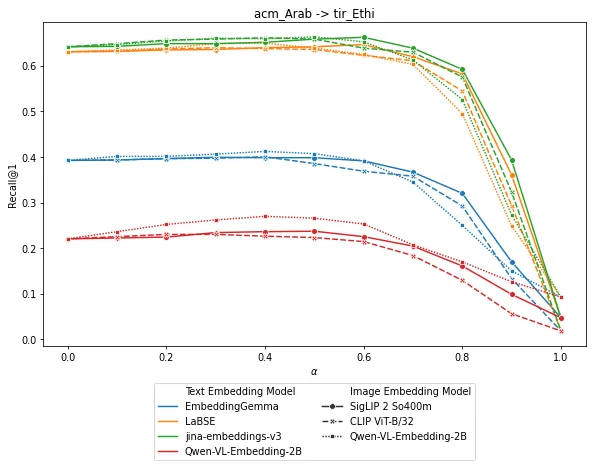 acm_Arab -> tir_Ethi
Recall@1
0.6
0.5
0.4
0.3
0.2
0.1
0.0
0.0 0.2 0.4 0.6 0.8 1.0
α
Text Embedding Model
EmbeddingGemma
LaBSE
jina-embeddings-v3
Qwen-VL-Embedding-2B
Image Embedding Model
SigLIP 2 So400m
CLIP ViT-B/32
Qwen-VL-Embedding-2B